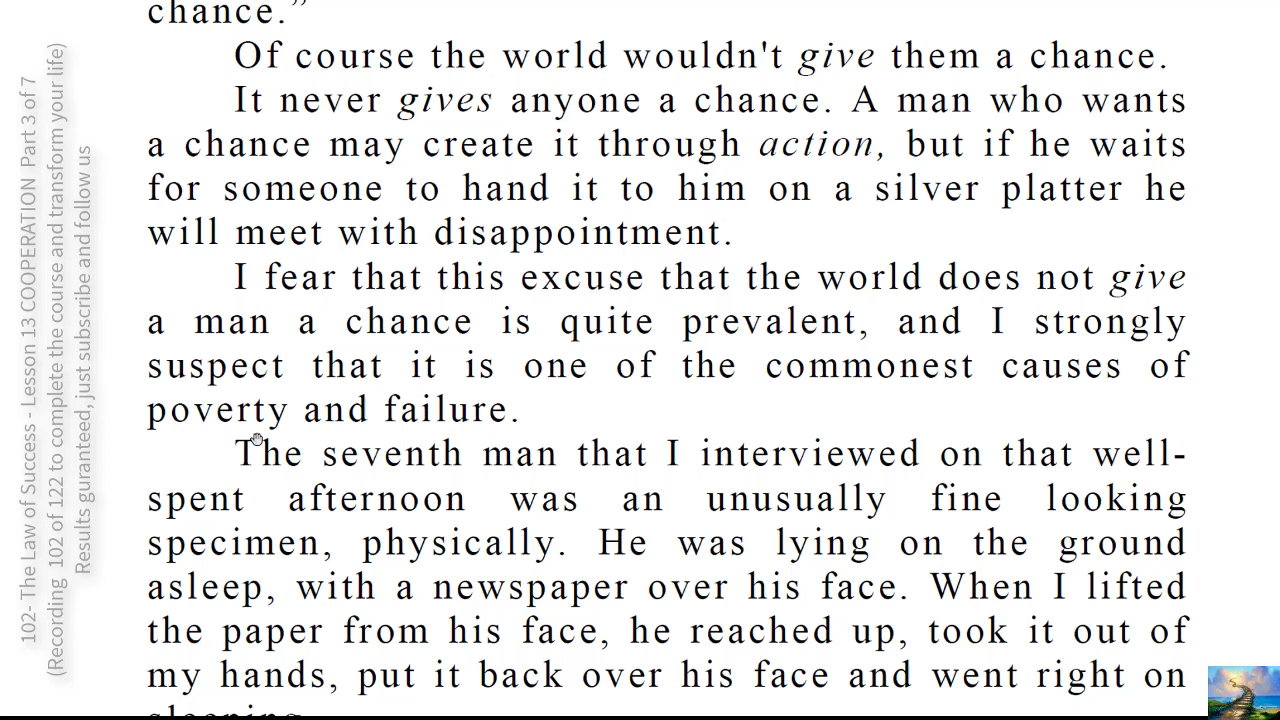 chance.”
Of course the world wouldn't give them a chance.
It never gives anyone a chance. A man who wants
a chance may create it through action, but if he waits
for someone to hand it to him on a silver platter he
will meet with disappointment.
I fear that this excuse that the world does not give
a man a chance is quite prevalent, and I strongly
suspect that it is one of the commonest causes of
poverty and failure.
The seventh man that I interviewed on that well-
spent afternoon was an unusually fine looking
specimen, physically. He was lying on the ground
asleep, with a newspaper over his face. When I lifted
the paper from his face, he reached up, took it out of
my hands, put it back over his face and went right on
sleeping.
102- The Law of Success - Lesson 13 COOPERATION Part 3 of 7
(Recording 102 of 122 to complete the course and transform your life)
Results guranteed, just subscribe and follow us